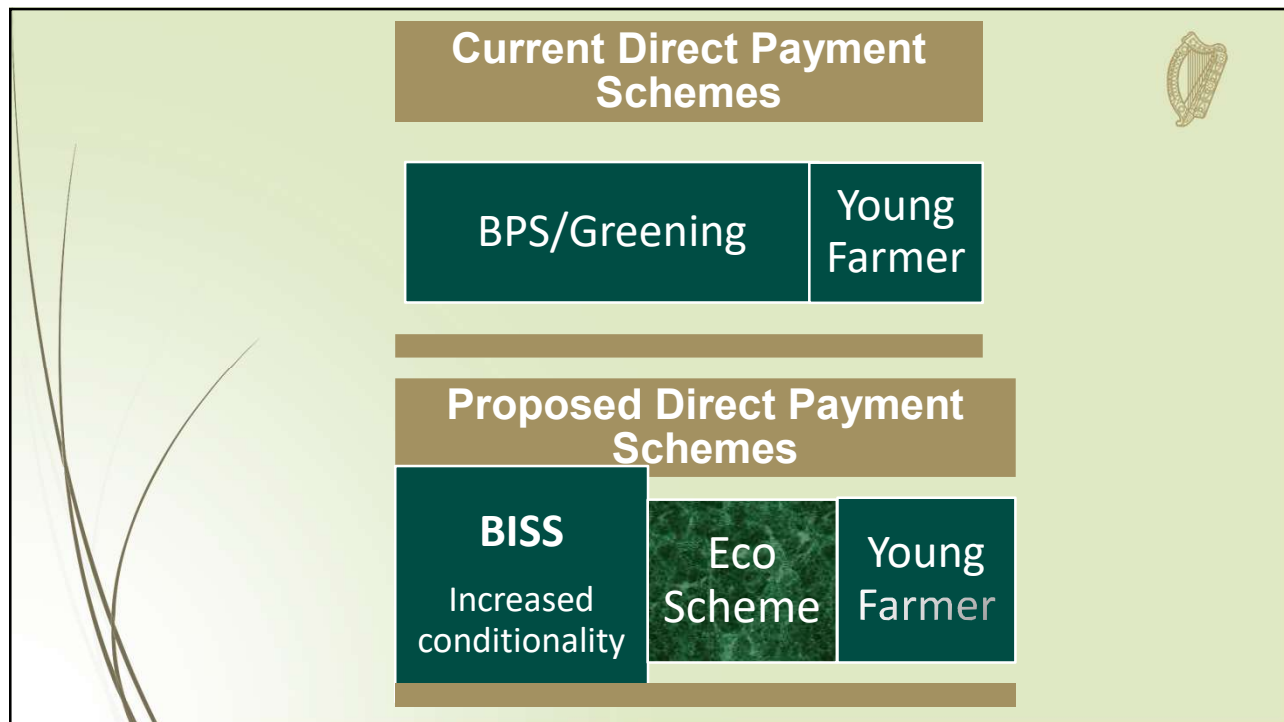 Current Direct Payment
Schemes
BPS/Greening
Young
Farmer
Proposed Direct Payment
Schemes
BISS
Increased
conditionality
Eco
Scheme
Young
Farmer